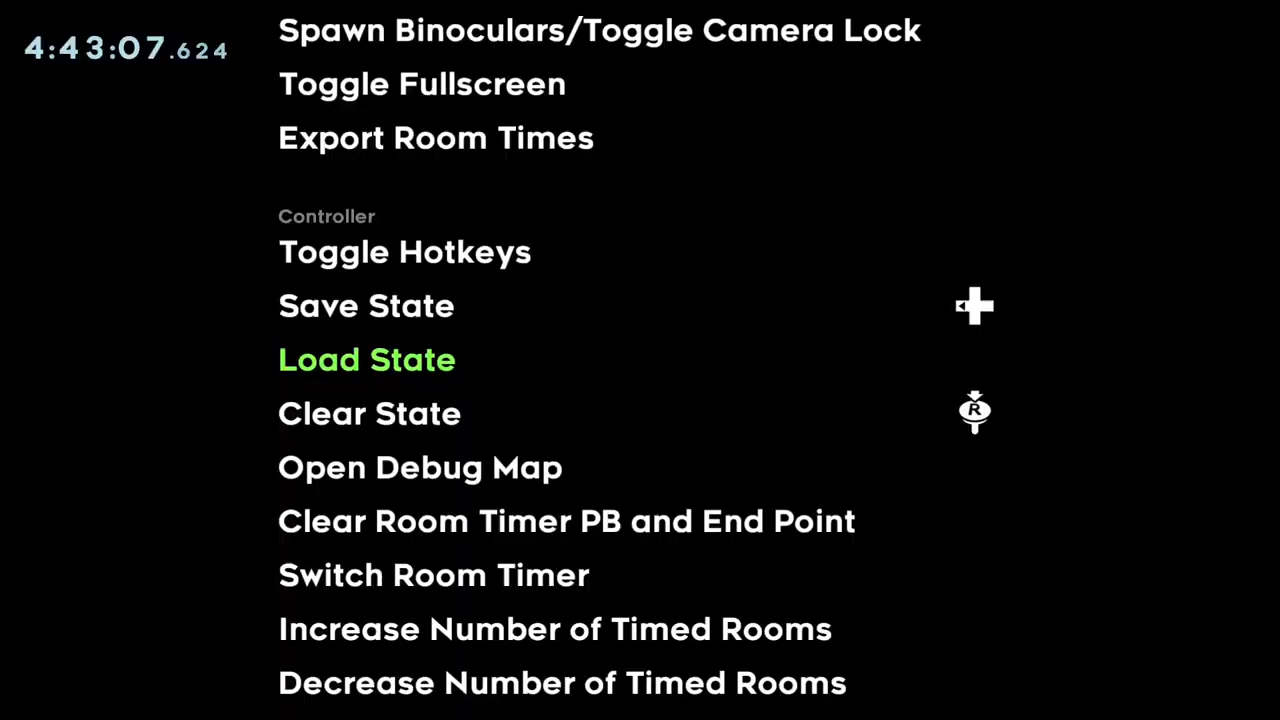 4:43:07.624
Spawn Binoculars/Toggle Camera Lock
Toggle Fullscreen
Export Room Times
Controller
Toggle Hotkeys
Save State
Load State
Clear State
R
Open Debug Map
Clear Room Timer PB and End Point
Switch Room Timer
Increase Number of Timed Rooms
Decrease Number of Timed Rooms